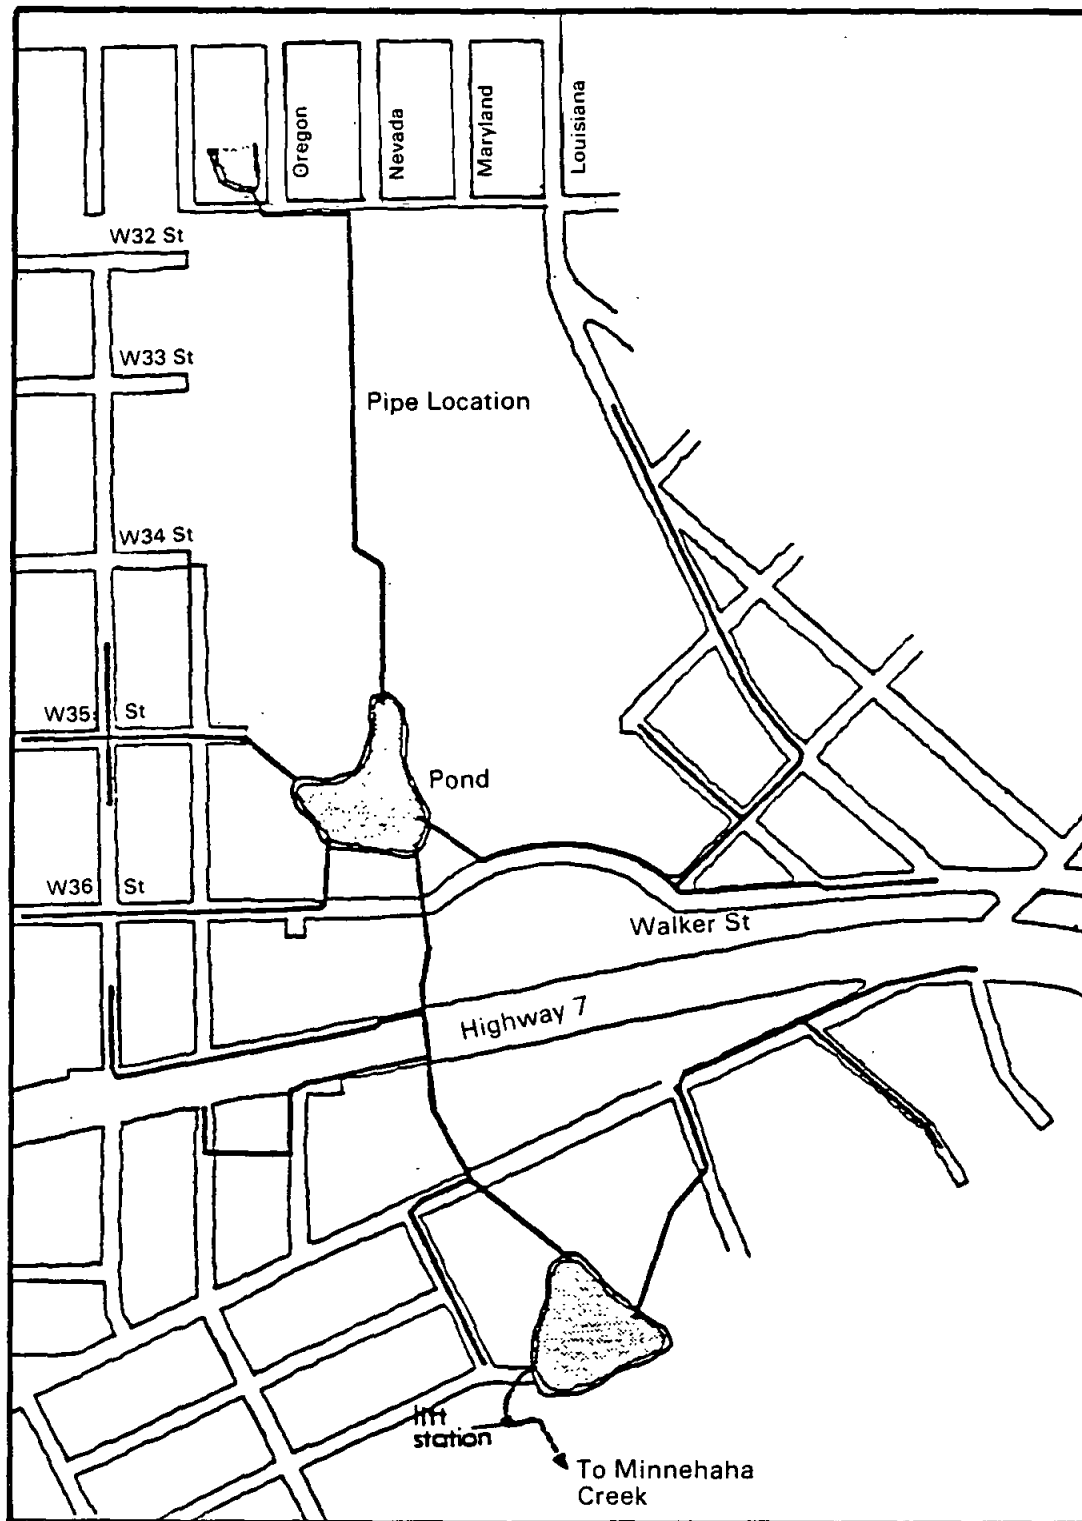 Oregon
Nevada
Maryland
Louisiana
W32 St
W33 St
Pipe Location
W34 St
W35 St
Pond
W36 St
Walker St
Highway 7
lift
station
To Minnehaha
Creek